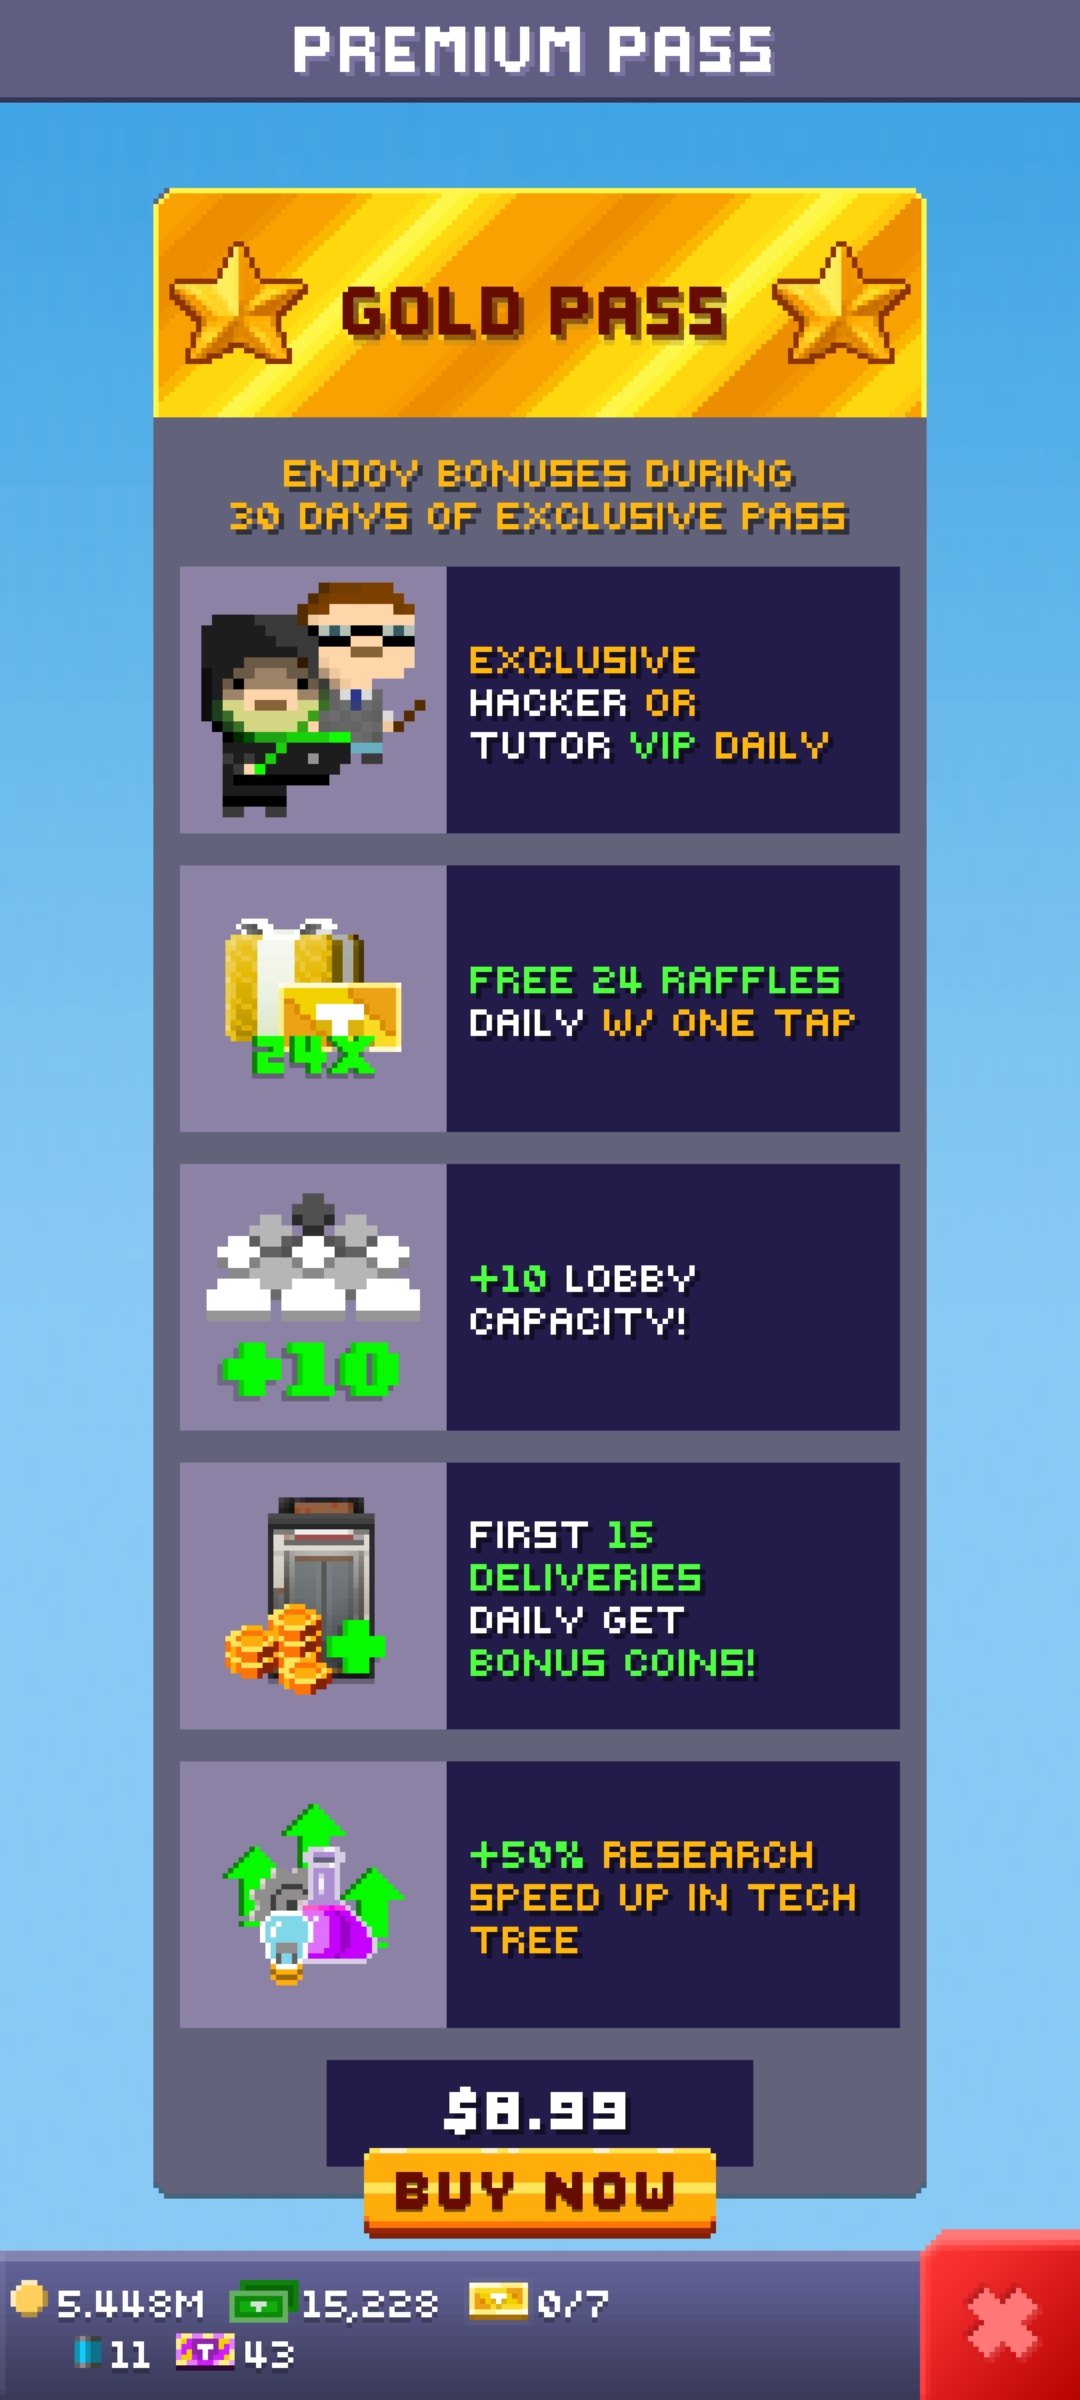 PREMIUM PASS
GOLD PASS
ENJOY BONUSES DURING
30 DAYS OF EXCLUSIVE PASS
EXCLUSIVE
HACKER OR
TUTOR VIP DAILY
24X
FREE 24 RAFFLES
DAILY W/ ONE TAP
+10
+10 LOBBY
CAPACITY!
FIRST 15
DELIVERIES
DAILY GET
BONUS COINS!
+50% RESEARCH
SPEED UP IN TECH
TREE
$8.99
BUY NOW
5.448M 15,228 0/7
11 T 43